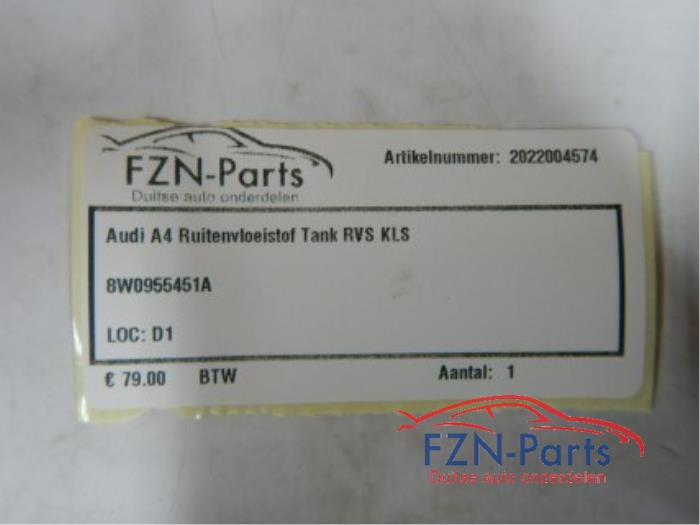 FZN-Parts
Duitse auto onderdelen
Artikelnummer: 2022004574
Audi A4 Ruitenvloeistof Tank RVS KLS
8W0955451A
LOC: D1
€ 79.00 BTW Aantal: 1
FZN-Parts
Duitse auto onderdelen